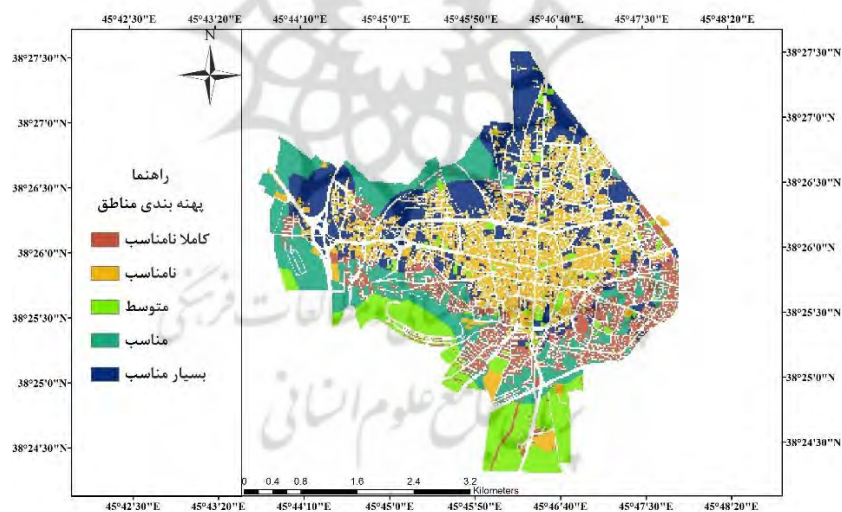 45°42'30"E 45°43'20"E 45°44'10"E 45°45'0"E 45°45'50"E 45°46'40"E 45°47'30"E 45°48'20"E
N
38°27'30"N 38°27'30"N
38°27'0"N 38°27'0"N
راهنما
38°26'30"N 38°26'30"N
پهنه بندی مناطق
کاملا نامناسب
38°26'0"N 38°26'0"N
نامناسب
متوسط
38°25'30"N 38°25'30"N
مناسب
بسیار مناسب
38°25'0"N 38°25'0"N
علوم انسانی
38°24'30"N 38°24'30"N
0 0.4 0.8 1.6 2.4 3.2
Kilometers
45°42'30"E 45°43'20"E 45°44'10"E 45°45'0"E 45°45'50"E 45°46'40"E 45°47'30"E 45°48'20"E